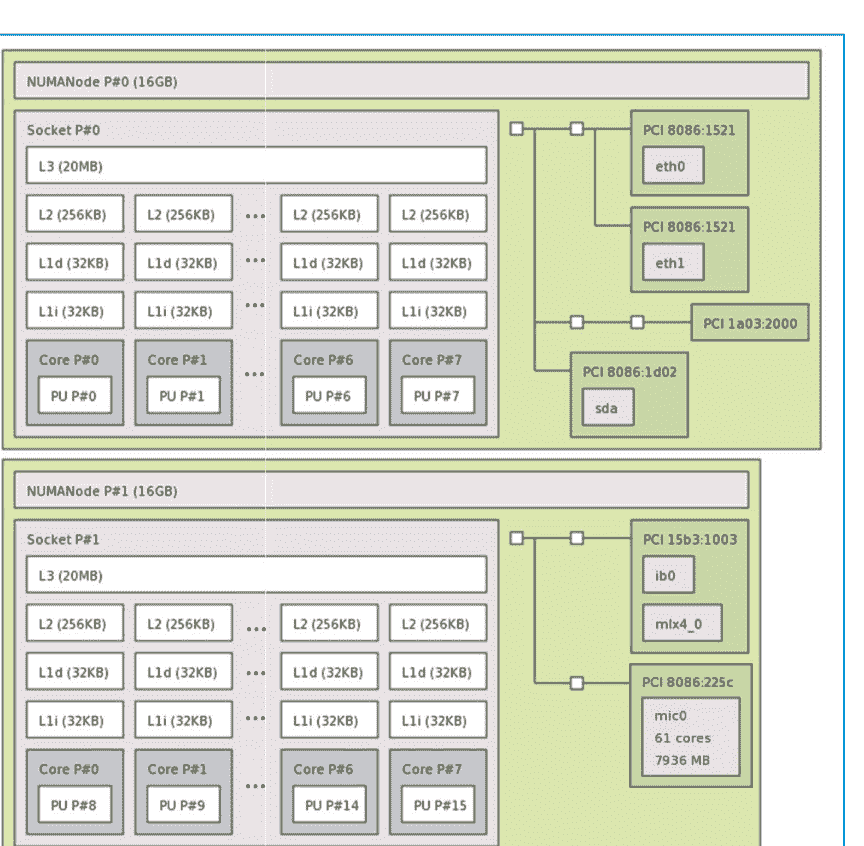 NUMANode P#0 (16GB)
Socket P#0
L3 (20MB)
L2 (256KB) L2 (256KB) ... L2 (256KB) L2 (256KB)
L1d (32KB) L1d (32KB) ... L1d (32KB) L1d (32KB)
L1i (32KB) L1i (32KB) ... L1i (32KB) L1i (32KB)
Core P#0 Core P#1 ... Core P#6 Core P#7
PU P#0 PU P#1 PU P#6 PU P#7
PCI 8086:1521
eth0
PCI 8086:1521
eth1
PCI 1a03:2000
PCI 8086:1d02
sda
NUMANode P#1 (16GB)
Socket P#1
L3 (20MB)
L2 (256KB) L2 (256KB) ... L2 (256KB) L2 (256KB)
L1d (32KB) L1d (32KB) ... L1d (32KB) L1d (32KB)
L1i (32KB) L1i (32KB) ... L1i (32KB) L1i (32KB)
Core P#0 Core P#1 ... Core P#6 Core P#7
PU P#8 PU P#9 PU P#14 PU P#15
PCI 15b3:1003
ib0
mlx4_0
PCI 8086:225c
mic0
61 cores
7936 MB